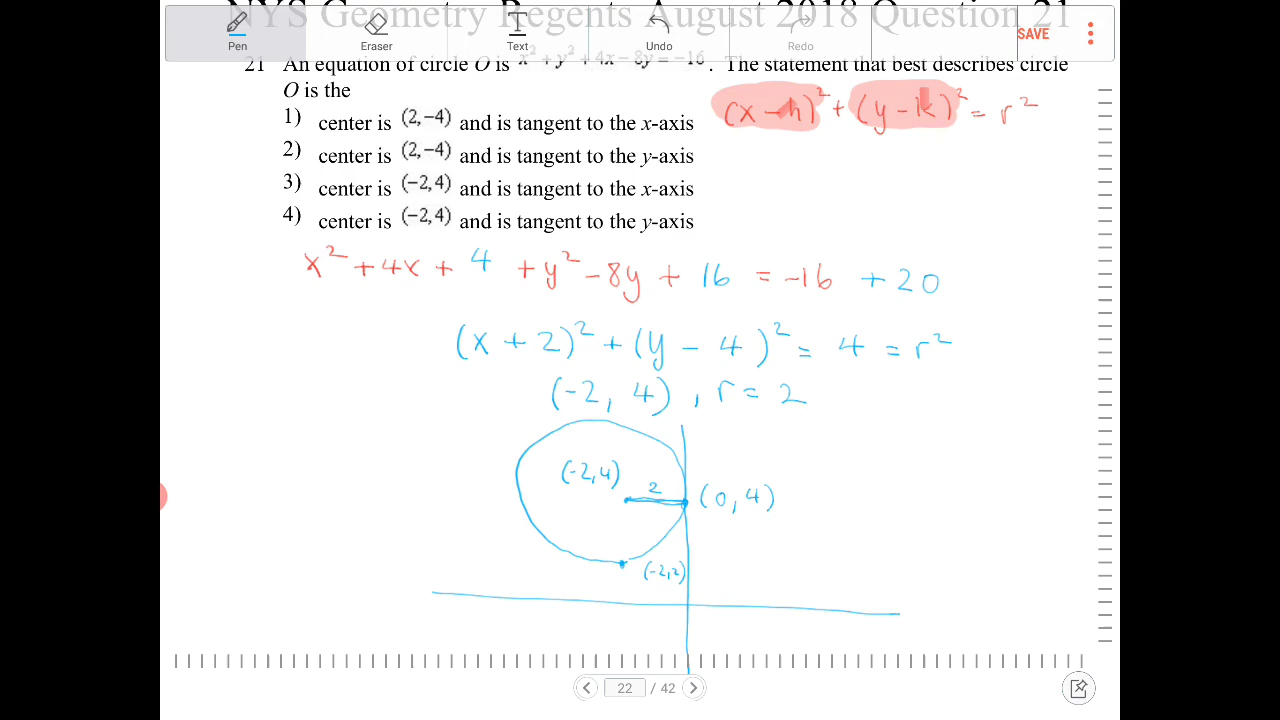 NYS Geometry Regents August 2018 Question 21
Pen
Eraser
Text
Undo
Redo
SAVE
21 An equation of circle O is x² + y² + 4x − 8y = −16. The statement that best describes circle
O is the
1) center is (2,−4) and is tangent to the x-axis
2) center is (2,−4) and is tangent to the y-axis
3) center is (−2,4) and is tangent to the x-axis
4) center is (−2,4) and is tangent to the y-axis
(x − h)² + (y − k)² = r²
x² + 4x + 4 + y² − 8y + 16 = −16 + 20
(x + 2)² + (y − 4)² = 4 = r²
(−2, 4), r = 2
(−2,4)
2
(0, 4)
(−2,2)
22 / 42